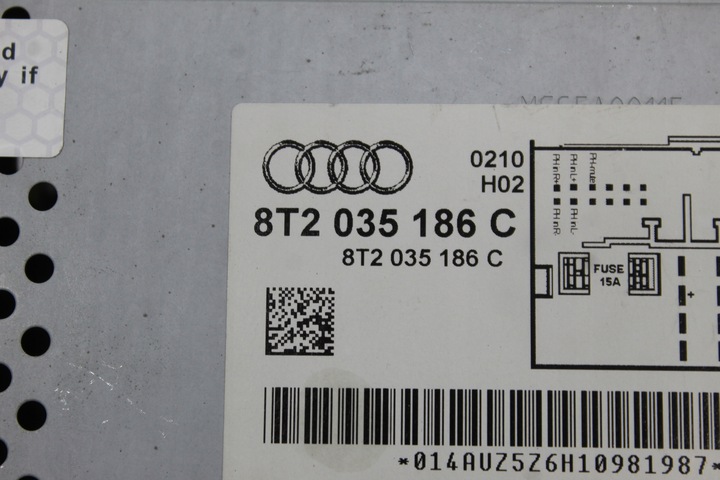 d
y if
0210
H02
8T2 035 186 C
8T2 035 186 C
FUSE
15A
+
*014AUZ5Z6H10981987*